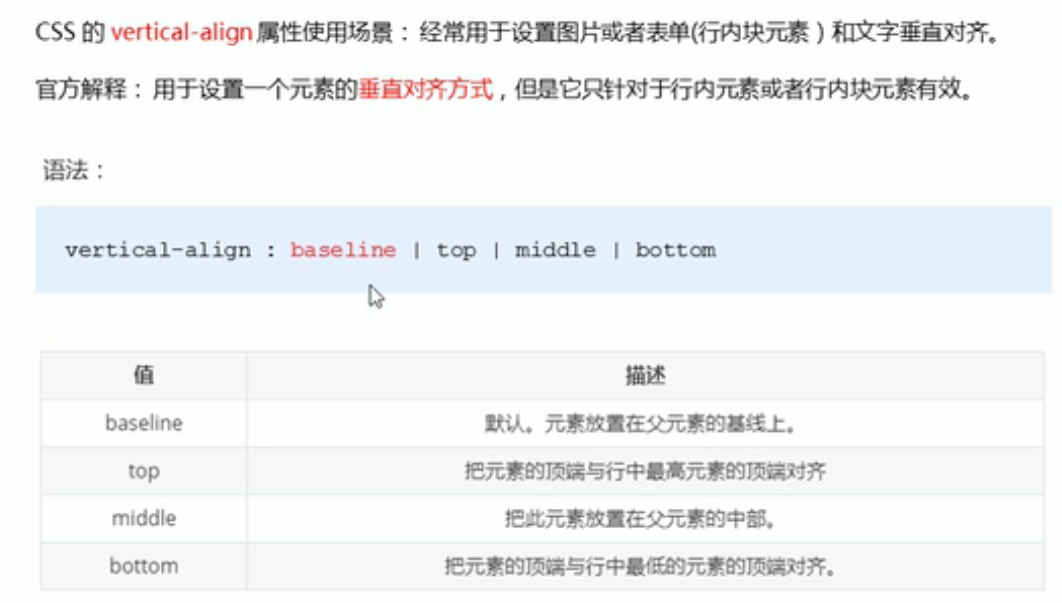 CSS 的 vertical-align 属性使用场景：经常用于设置图片或者表单(行内块元素）和文字垂直对齐。
官方解释：用于设置一个元素的垂直对齐方式，但是它只针对于行内元素或者行内块元素有效。
语法：
vertical-align : baseline | top | middle | bottom
值 描述
baseline 默认。元素放置在父元素的基线上。
top 把元素的顶端与行中最高元素的顶端对齐
middle 把此元素放置在父元素的中部。
bottom 把元素的顶端与行中最低的元素的顶端对齐。